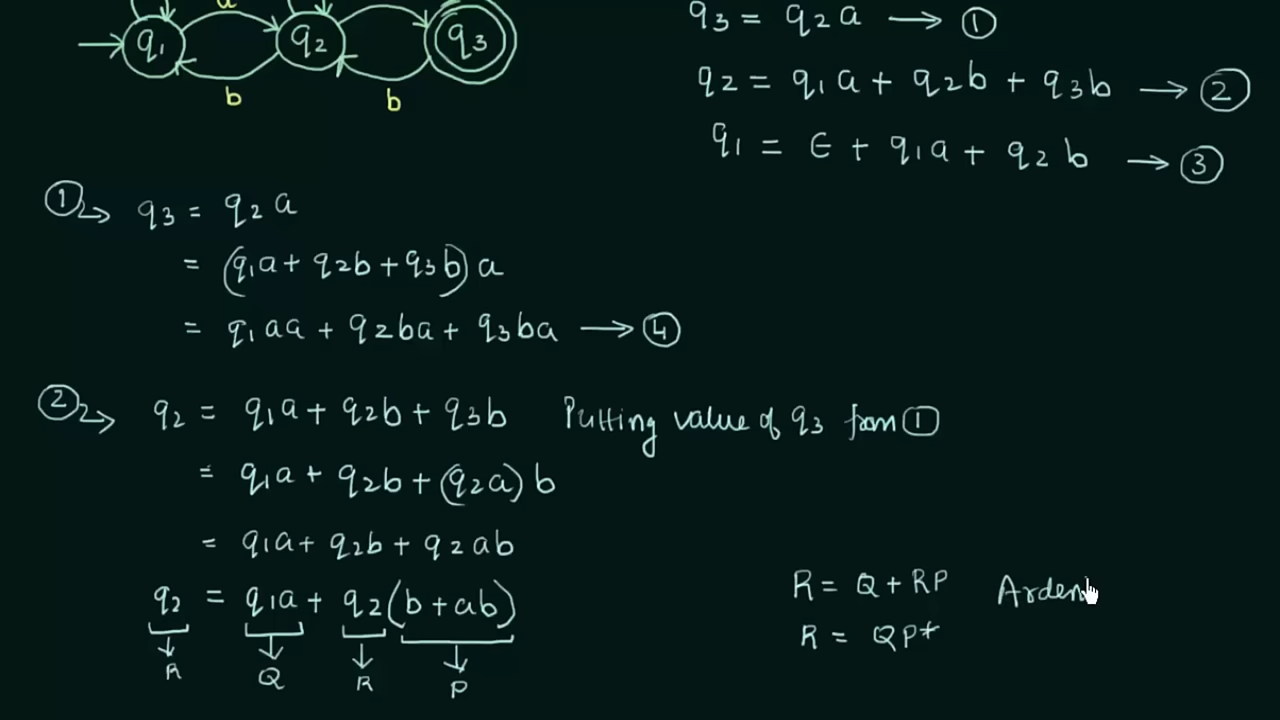 a
q1 q2 q3
b b
q3 = q2 a → ①
q2 = q1 a + q2 b + q3 b → ②
q1 = ϵ + q1 a + q2 b → ③
① q3 = q2 a
= (q1 a + q2 b + q3 b) a
= q1 aa + q2 ba + q3 ba → ④
② q2 = q1 a + q2 b + q3 b Putting value of q3 from ①
= q1 a + q2 b + (q2 a) b
= q1 a + q2 b + q2 ab
q2 = q1 a + q2 (b + ab)
R Q R P
R = Q + RP Arden
R = QP*